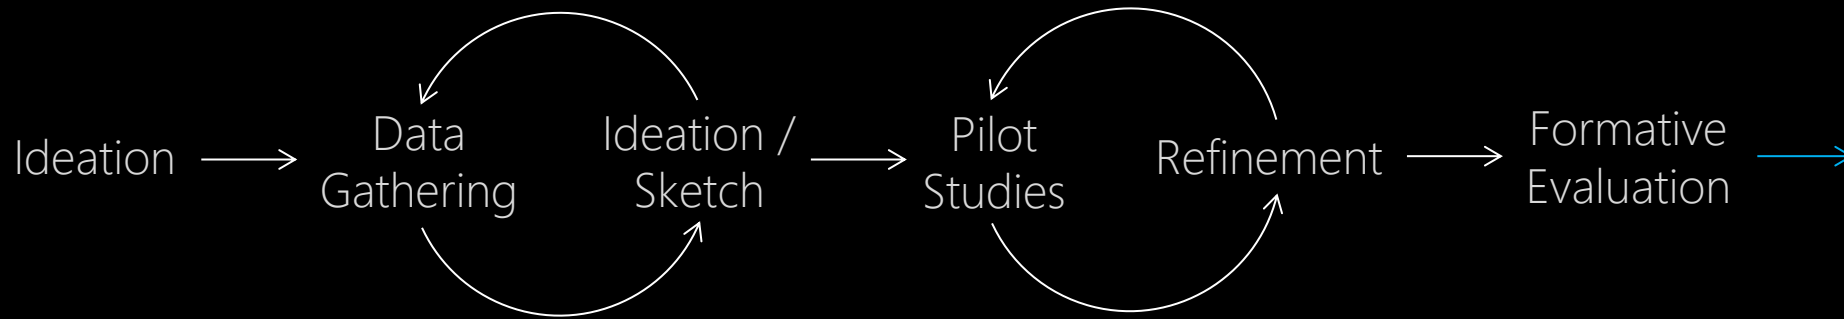 Ideation
Data
Gathering
Ideation /
Sketch
Pilot
Studies
Refinement
Formative
Evaluation